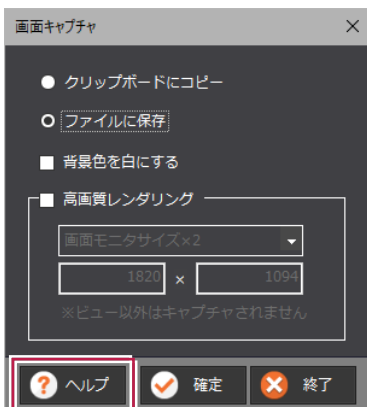 画面キャプチャ
クリップボードにコピー
ファイルに保存
背景色を白にする
高画質レンダリング
画面モニタサイズ×2
1820 × 1094
※ビュー以外はキャプチャされません
ヘルプ 確定 終了